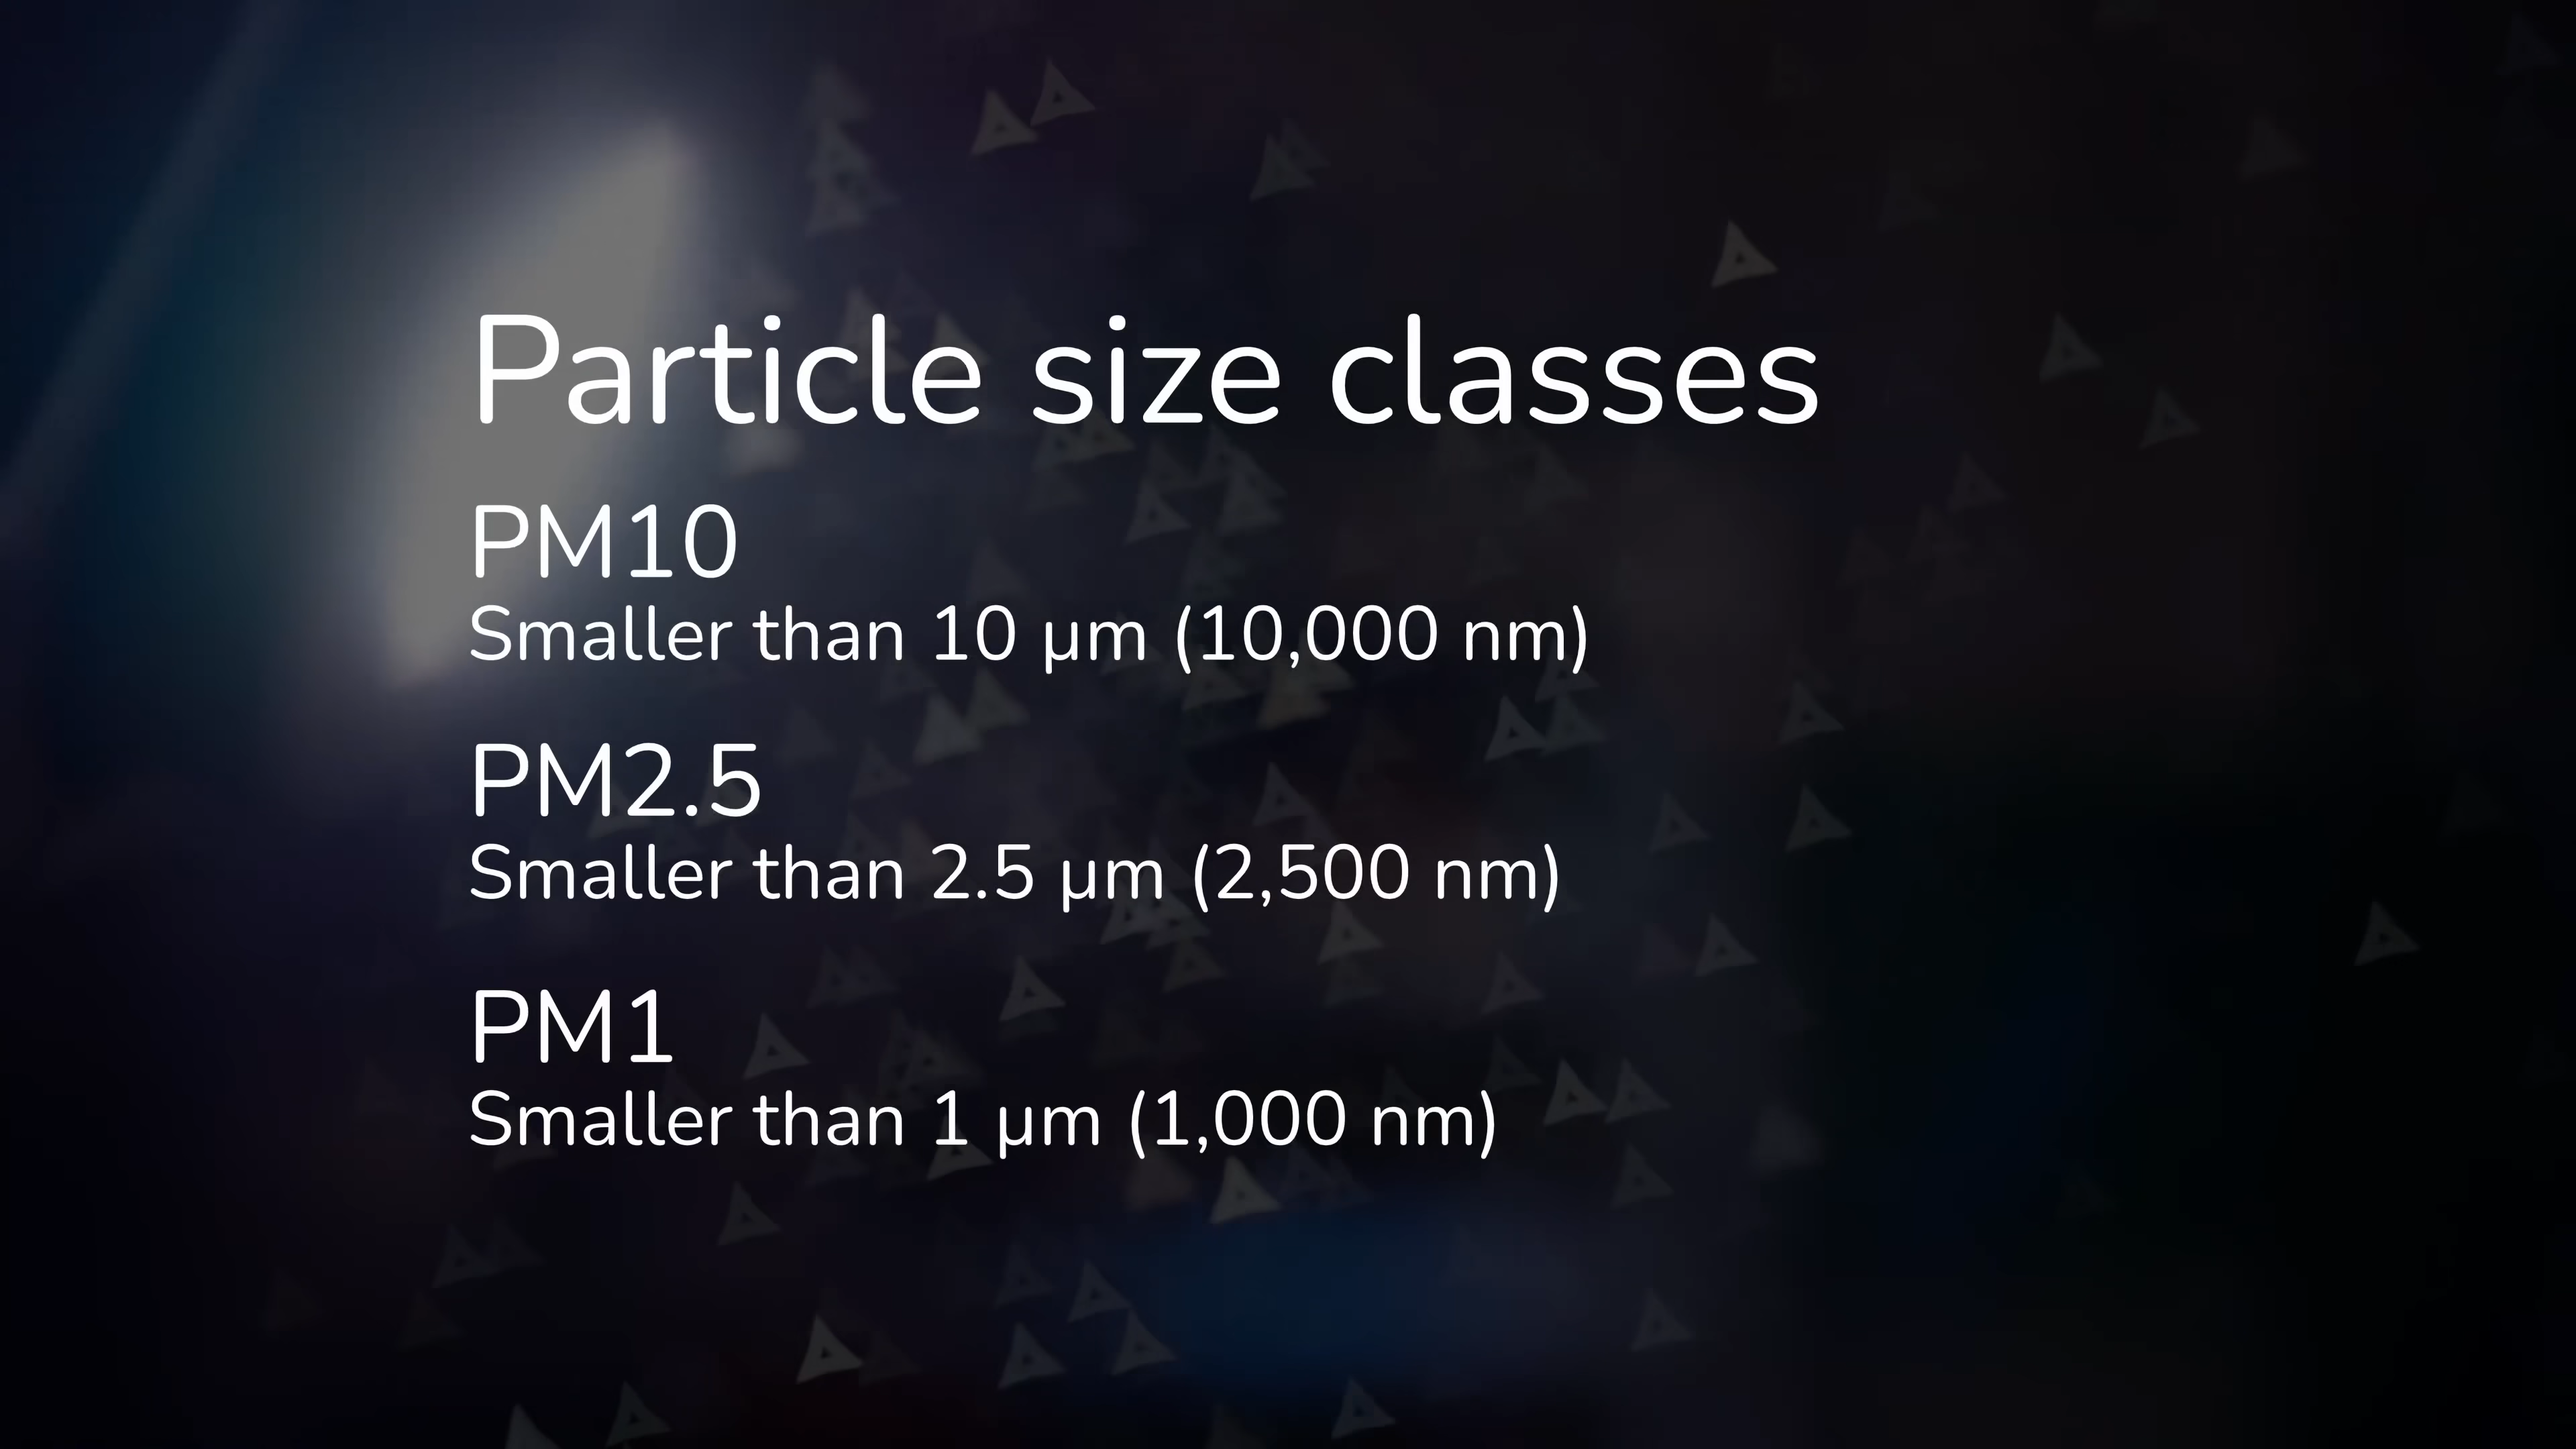 Particle size classes
PM10
Smaller than 10 µm (10,000 nm)
PM2.5
Smaller than 2.5 µm (2,500 nm)
PM1
Smaller than 1 µm (1,000 nm)